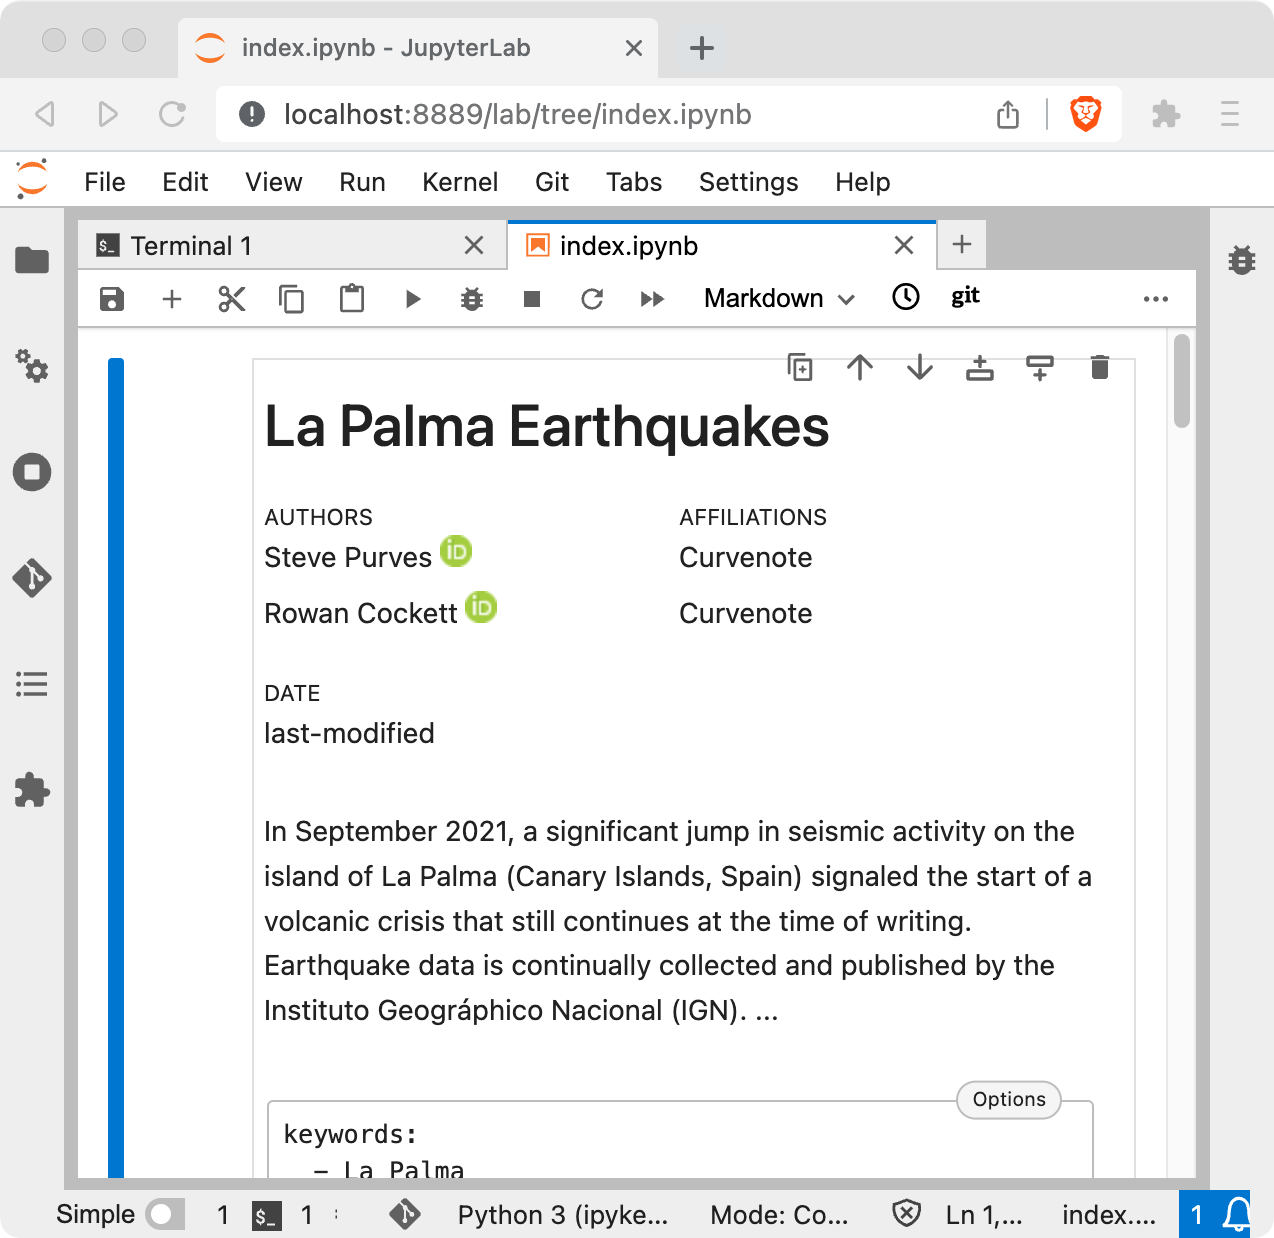 index.ipynb - JupyterLab
localhost:8889/lab/tree/index.ipynb
File Edit View Run Kernel Git Tabs Settings Help
Terminal 1 index.ipynb
Markdown git
La Palma Earthquakes
AUTHORS AFFILIATIONS
Steve Purves iD Curvenote
Rowan Cockett iD Curvenote
DATE
last-modified
In September 2021, a significant jump in seismic activity on the
island of La Palma (Canary Islands, Spain) signaled the start of a
volcanic crisis that still continues at the time of writing.
Earthquake data is continually collected and published by the
Instituto Geográphico Nacional (IGN). ...
Options
keywords:
– La Palma
Simple 1 $_ 1 Python 3 (ipyke... Mode: Co... Ln 1,... index.... 1